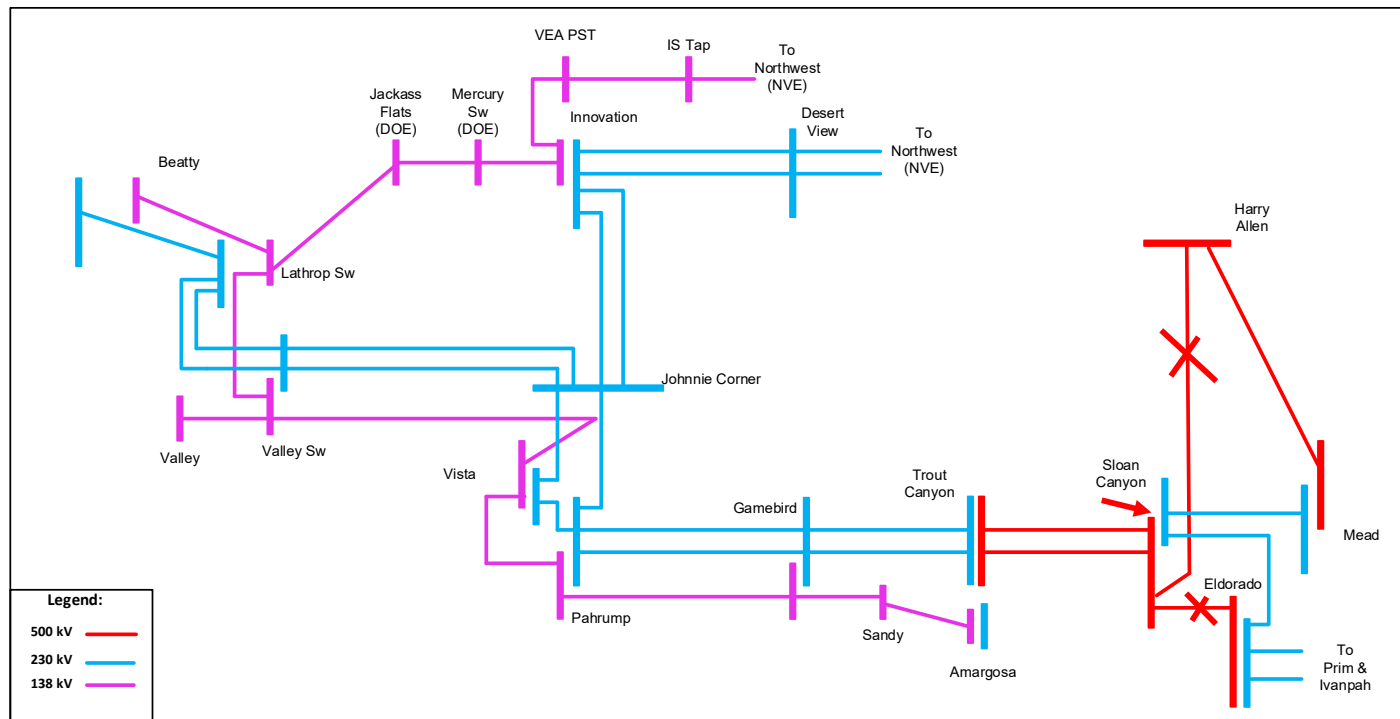 VEA PST
IS Tap
To
Northwest
(NVE)
Jackass
Flats
(DOE)
Mercury
Sw
(DOE)
Innovation
Desert
View
To
Northwest
(NVE)
Beatty
Harry
Allen
Lathrop Sw
Johnnie Corner
Valley
Valley Sw
Vista
Trout
Canyon
Sloan
Canyon
Gamebird
Mead
Eldorado
Pahrump
Sandy
Amargosa
To
Prim &
Ivanpah
Legend:
500 kV
230 kV
138 kV